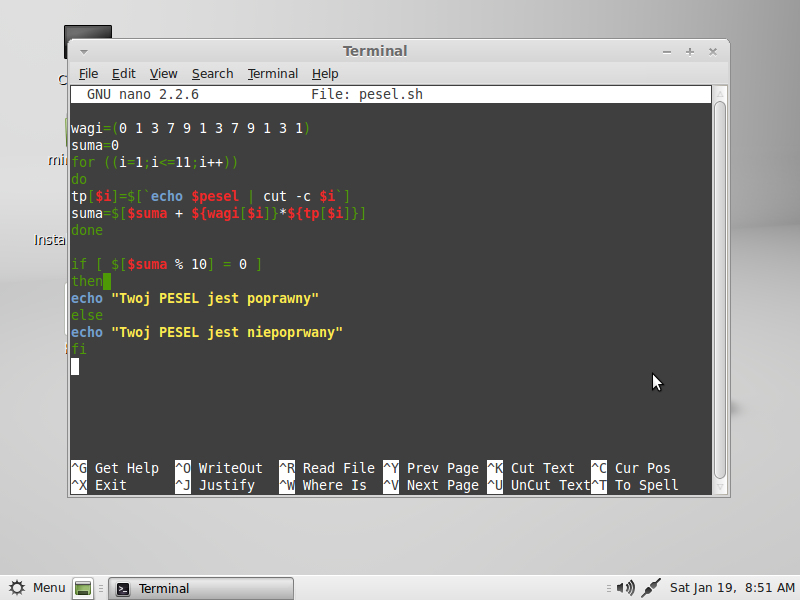 Terminal
File Edit View Search Terminal Help
GNU nano 2.2.6 File: pesel.sh
wagi=(0 1 3 7 9 1 3 7 9 1 3 1)
suma=0
for ((i=1;i<=11;i++))
do
tp[$i]=$[`echo $pesel | cut -c $i`]
suma=$[$suma + ${wagi[$i]}*${tp[$i]}]
done
if [ $[$suma % 10] = 0 ]
then
echo "Twoj PESEL jest poprawny"
else
echo "Twoj PESEL jest niepoprwany"
fi
^G Get Help ^O WriteOut ^R Read File ^Y Prev Page ^K Cut Text ^C Cur Pos
^X Exit ^J Justify ^W Where Is ^V Next Page ^U UnCut Text ^T To Spell
Menu Terminal Sat Jan 19, 8:51 AM